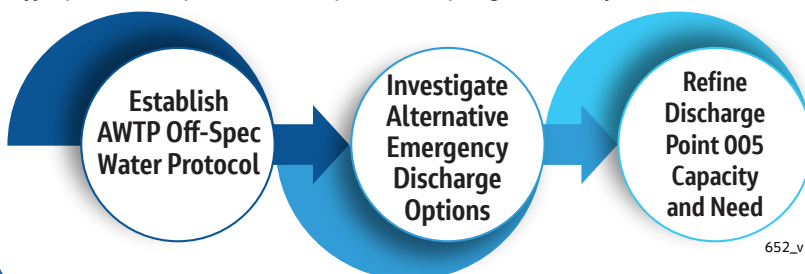 Establish
AWTP Off-Spec
Water Protocol
Investigate
Alternative
Emergency
Discharge
Options
Refine
Discharge
Point 005
Capacity
and Need
652_v